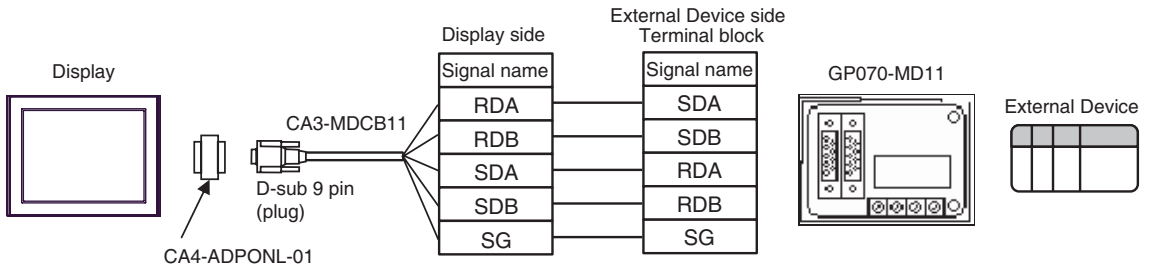 Display
CA4-ADPONL-01
CA3-MDCB11
D-sub 9 pin
(plug)
Display side
Signal name
RDA
RDB
SDA
SDB
SG
External Device side
Terminal block
Signal name
SDA
SDB
RDA
RDB
SG
GP070-MD11
External Device